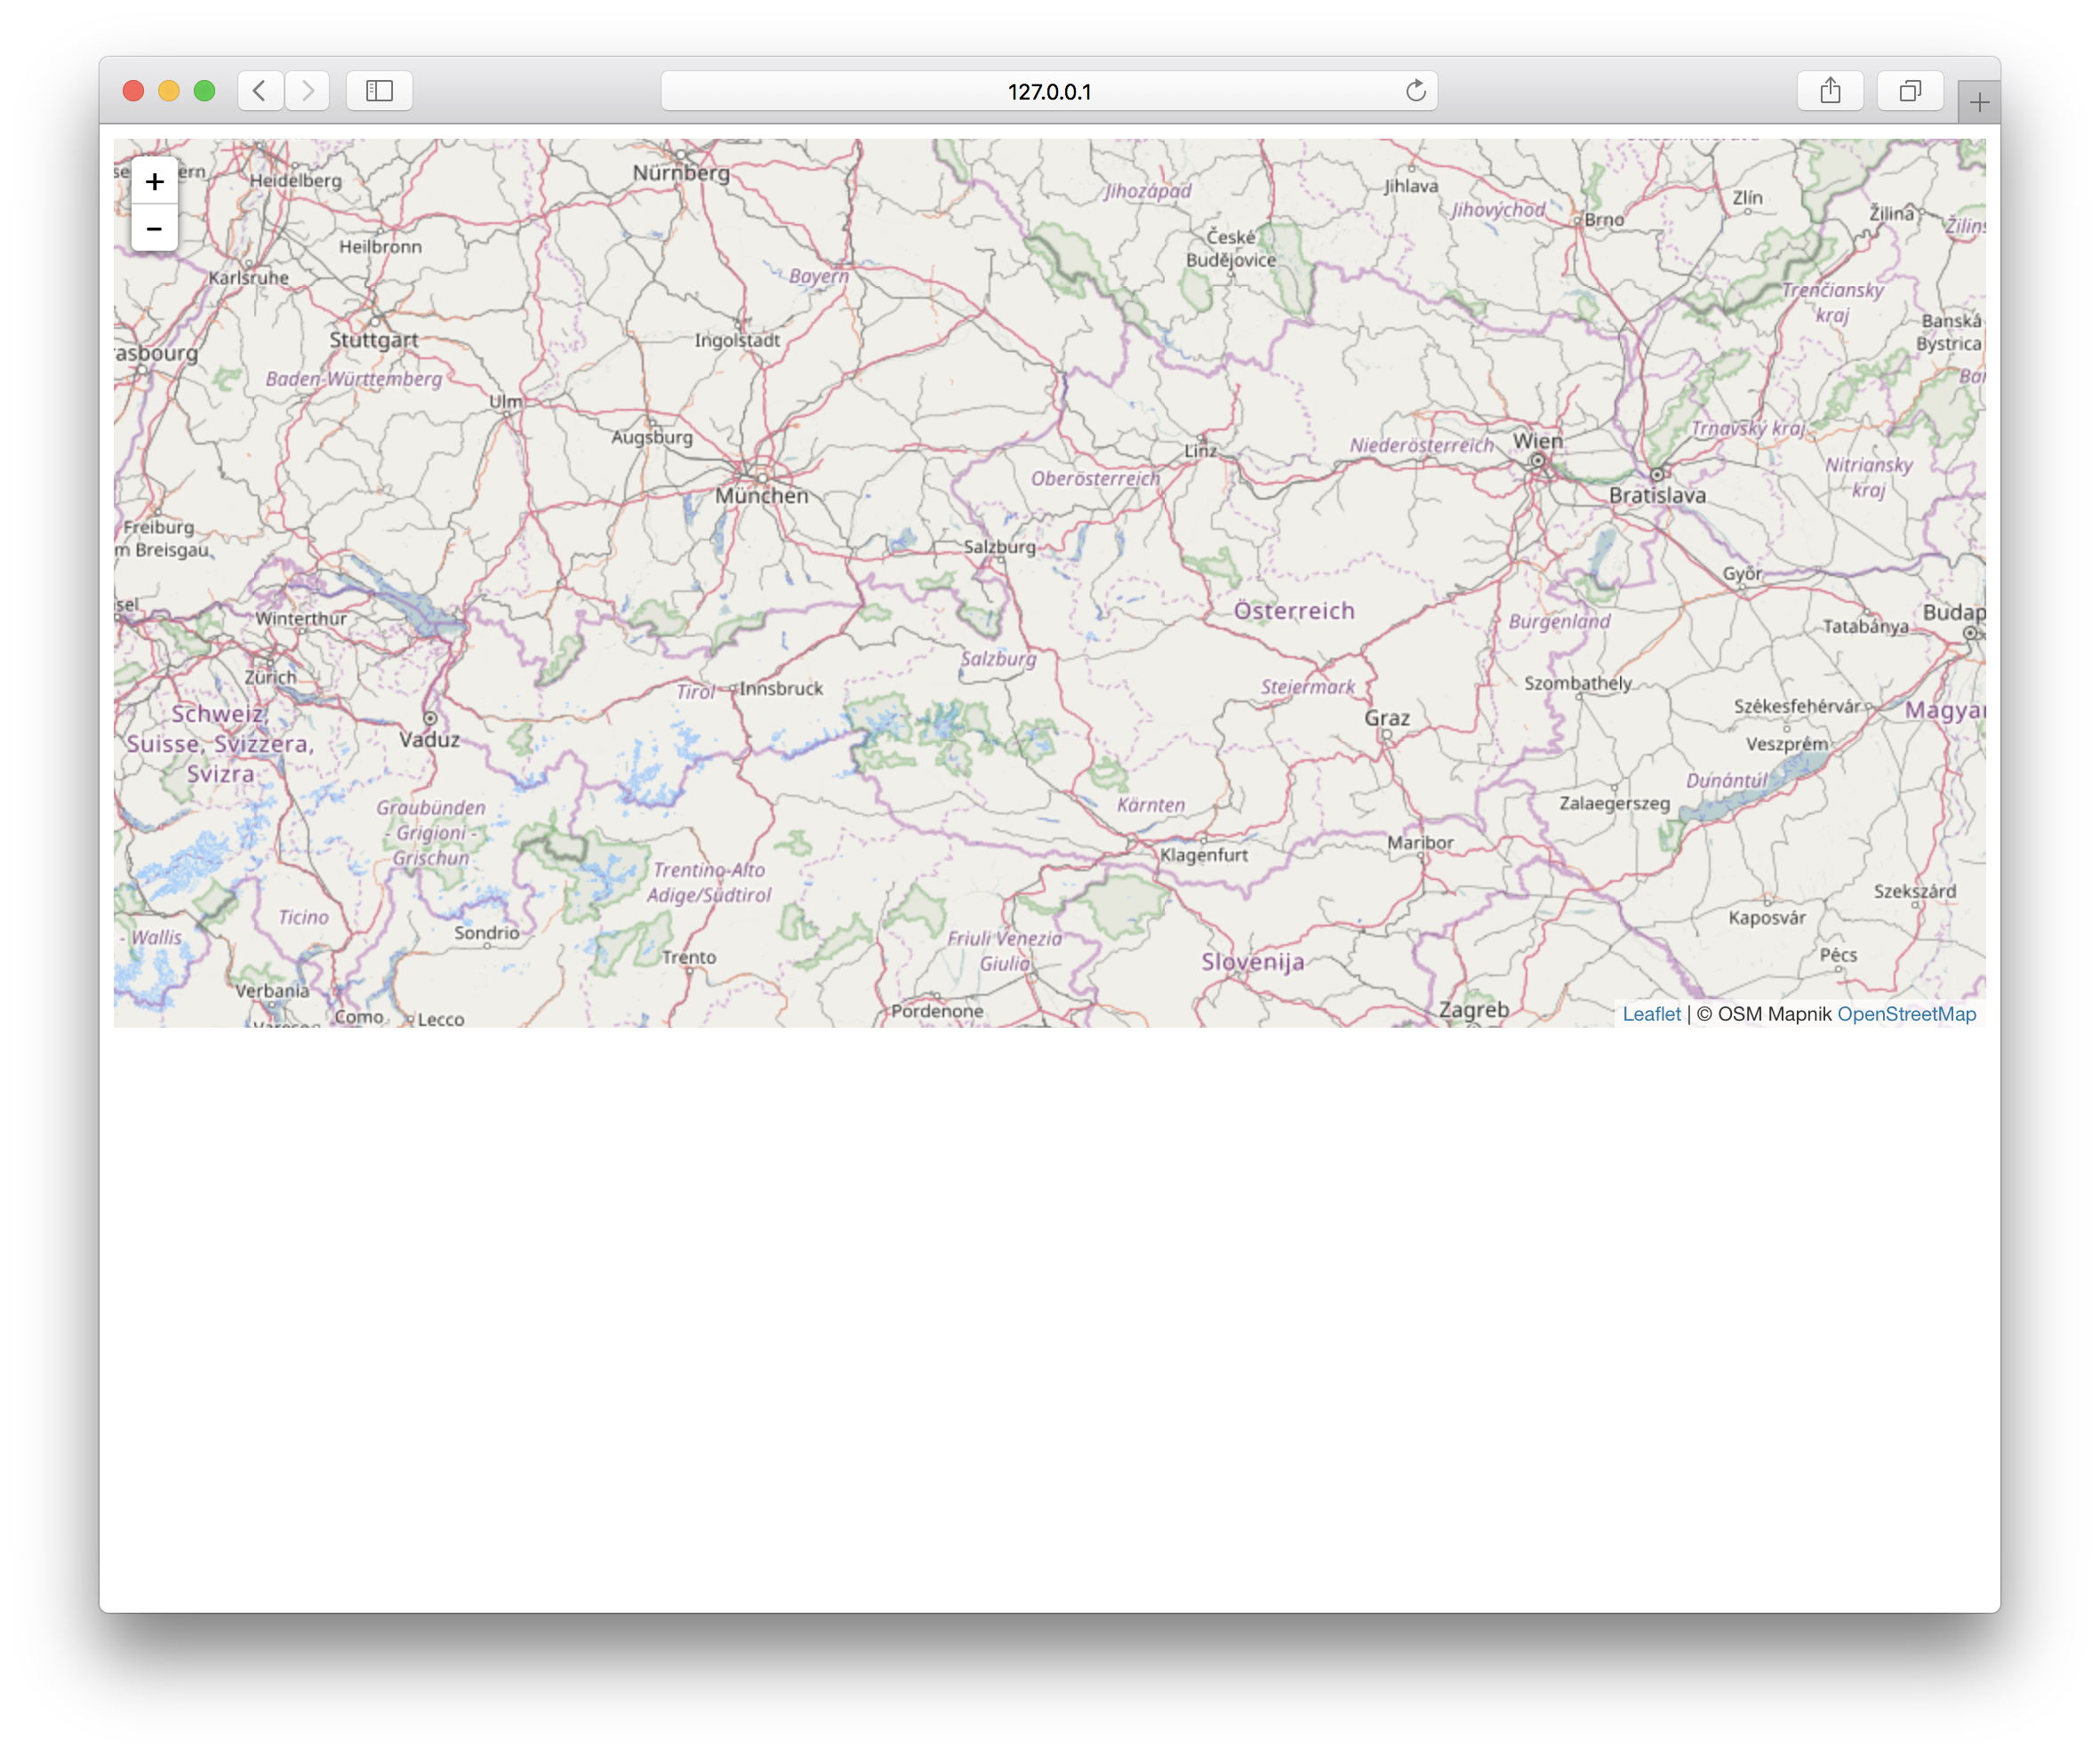 127.0.0.1
+
−
Heidelberg
Nürnberg
Jihozápad
Jihlava
Jihovýchod
Brno
Zlín
Žilina
Heilbronn
České
Budějovice
Karlsruhe
Bayern
Trenčiansky
kraj
Stuttgart
Ingolstadt
Banská
Bystrica
Baden-Württemberg
Ulm
Augsburg
Linz
Niederösterreich
Wien
Trnavský kraj
Oberösterreich
München
Bratislava
Nitriansky
kraj
Freiburg
m Breisgau
Salzburg
Győr
Winterthur
Österreich
Burgenland
Tatabánya
Budap
Zürich
Tirol
Innsbruck
Salzburg
Steiermark
Szombathely
Schweiz,
Suisse, Svizzera,
Svizra
Vaduz
Graz
Székesfehérvár
Magyar
Veszprém
Dunántúl
Graubünden
- Grigioni -
Grischun
Kärnten
Zalaegerszeg
Trentino-Alto
Adige/Südtirol
Klagenfurt
Maribor
Szekszárd
Ticino
Kaposvár
- Wallis
Sondrio
Friuli Venezia
Giulia
Trento
Slovenija
Pécs
Verbania
Como
Lecco
Pordenone
Zagreb
Leaflet | © OSM Mapnik OpenStreetMap